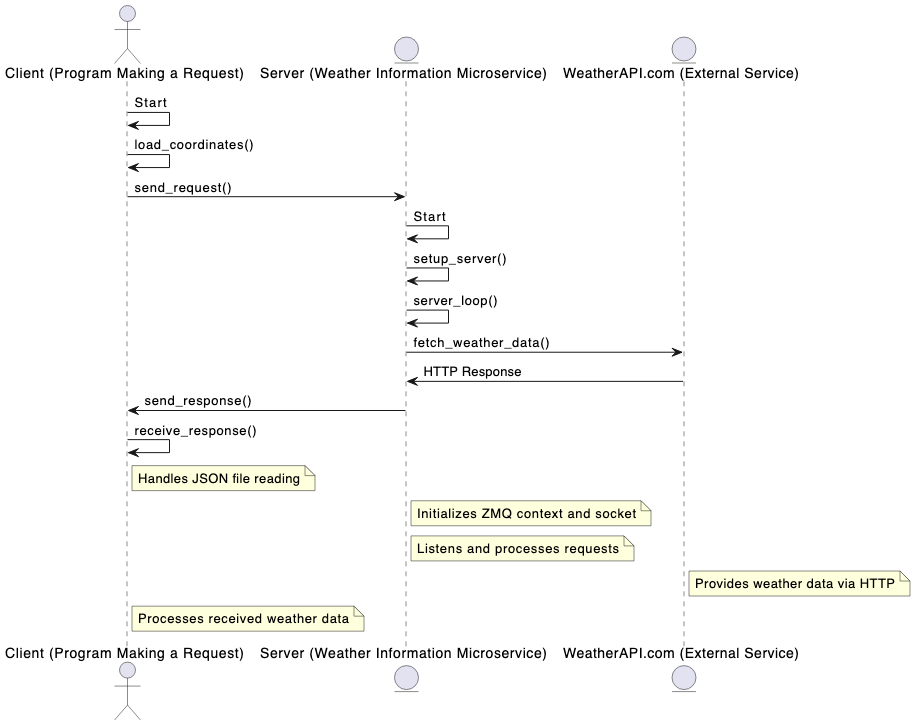 Client (Program Making a Request) Server (Weather Information Microservice) WeatherAPI.com (External Service)
Start
load_coordinates()
send_request()
Start
setup_server()
server_loop()
fetch_weather_data()
HTTP Response
send_response()
receive_response()
Handles JSON file reading
Initializes ZMQ context and socket
Listens and processes requests
Provides weather data via HTTP
Processes received weather data
Client (Program Making a Request) Server (Weather Information Microservice) WeatherAPI.com (External Service)